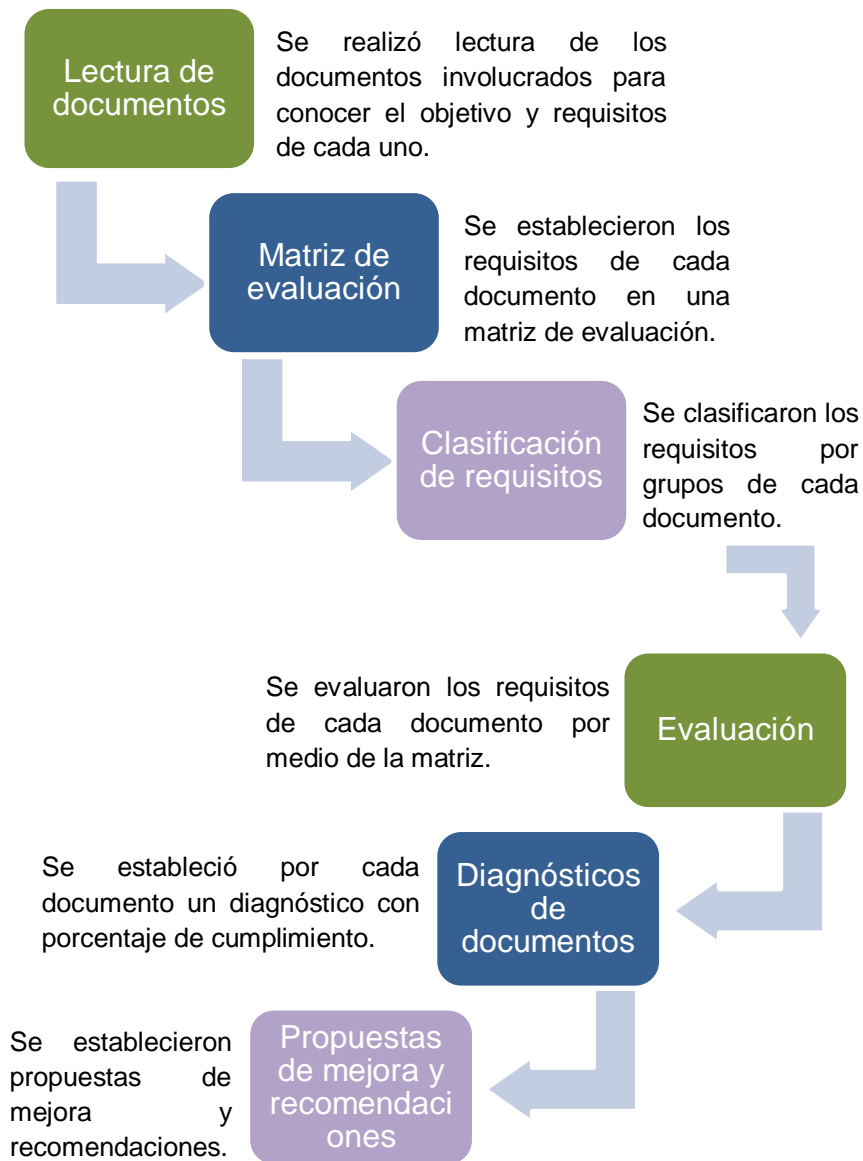 Lectura de
documentos
Se realizó lectura de los
documentos involucrados para
conocer el objetivo y requisitos
de cada uno.
Matriz de
evaluación
Se establecieron los
requisitos de cada
documento en una
matriz de evaluación.
Clasificación
de requisitos
Se clasificaron los
requisitos por
grupos de cada
documento.
Se evaluaron los requisitos
de cada documento por
medio de la matriz.
Evaluación
Se estableció por cada
documento un diagnóstico con
porcentaje de cumplimiento.
Diagnósticos
de
documentos
Se establecieron
propuestas de
mejora y
recomendaciones.
Propuestas
de mejora y
recomendaci
ones